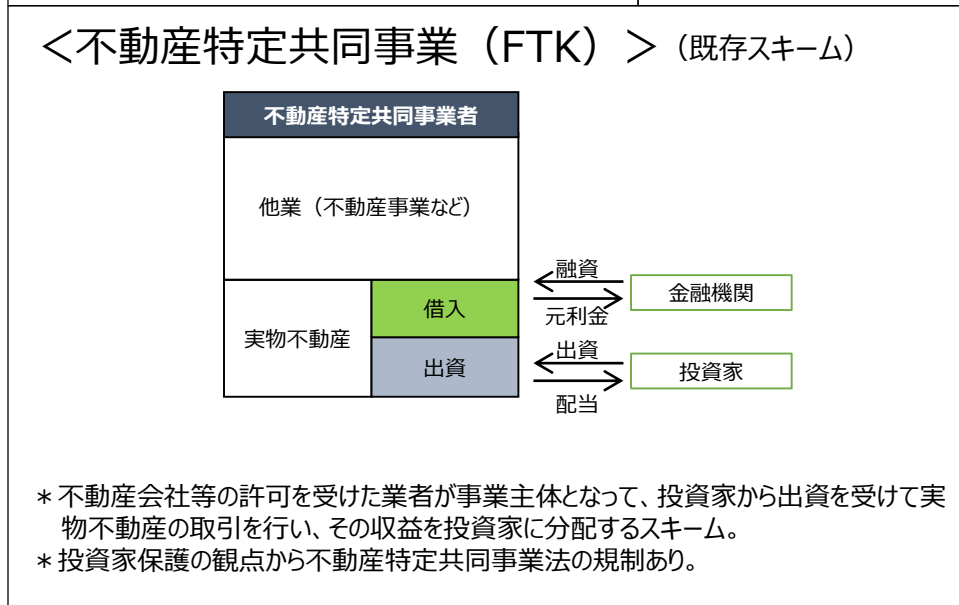 ＜不動産特定共同事業（FTK）＞（既存スキーム）
不動産特定共同事業者
他業（不動産事業など）
実物不動産
借入
出資
融資
元利金
金融機関
出資
配当
投資家
＊不動産会社等の許可を受けた業者が事業主体となって、投資家から出資を受けて実
物不動産の取引を行い、その収益を投資家に分配するスキーム。
＊投資家保護の観点から不動産特定共同事業法の規制あり。